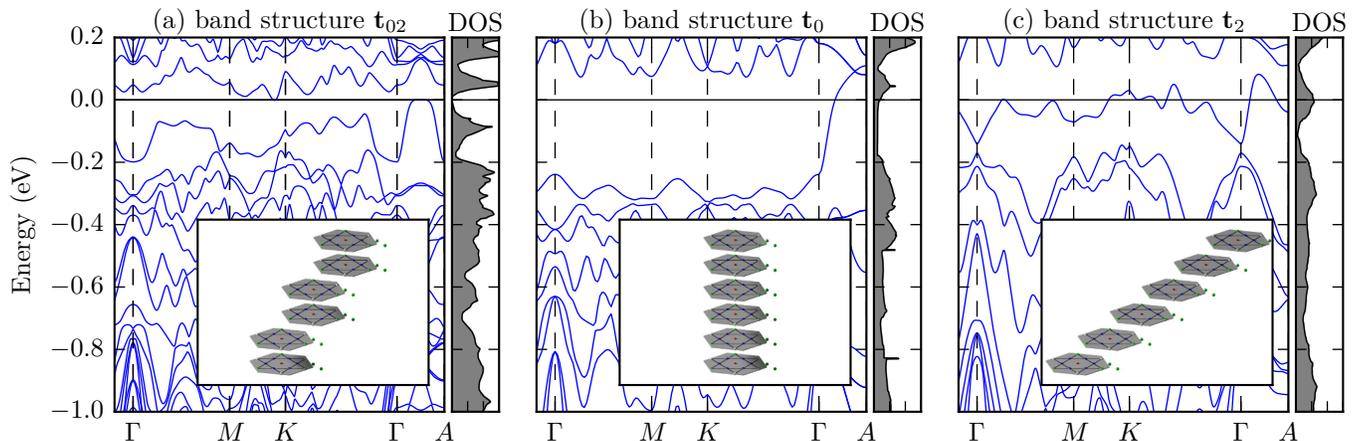 (a) band structure t02 DOS
(b) band structure t0 DOS
(c) band structure t2 DOS
Energy (eV)
0.2
0.0
−0.2
−0.4
−0.6
−0.8
−1.0
Γ M K Γ A
Γ M K Γ A
Γ M K Γ A